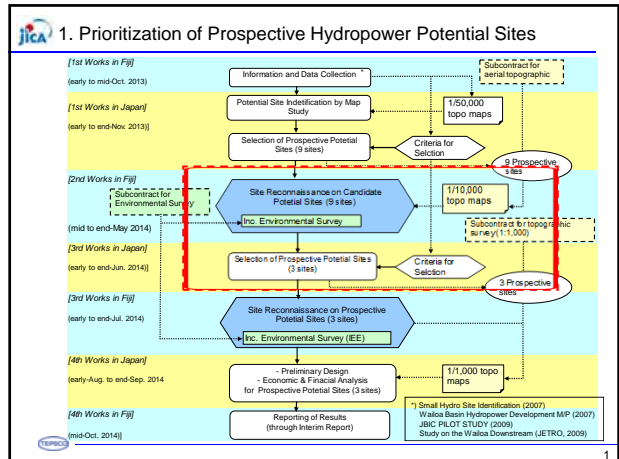 jica
1. Prioritization of Prospective Hydropower Potential Sites
[1st Works in Fiji]
(early to mid-Oct. 2013)
Information and Data Collection *
Subcontract for
aerial topographic
[1st Works in Japan]
(early to end-Nov. 2013)]
Potential Site Indetification by Map
Study
1/50,000
topo maps
Selection of Prospective Potetial
Sites (9 sites)
Criteria for
Selction
9 Prospective
sites
[2nd Works in Fiji]
(mid to end-May 2014)
Subcontract for
Environmental Survey
Site Reconnaissance on Candidate
Potetial Sites (9 sites)
Inc. Environmental Survey
1/10,000
topo maps
Subcontract for topographic
survey (1:1,000)
[3rd Works in Japan]
(early to end-Jun. 2014)]
Selection of Prospective Potetial Sites
(3 sites)
Criteria for
Selction
3 Prospective
sites
[3rd Works in Fiji]
(early to end-Jul. 2014)
Site Reconnaissance on Prospective
Potetial Sites (3 sites)
Inc. Environmental Survey (IEE)
[4th Works in Japan]
(early-Aug. to end-Sep. 2014
- Preliminary Design
- Economic & Finacial Analysis
for Prospective Potetial Sites (3 sites)
1/1,000 topo
maps
[4th Works in Fiji]
(mid-Oct. 2014)]
Reporting of Results
(through Interim Report)
*) Small Hydro Site Identification (2007)
Wailoa Basin Hydropower Development M/P (2007)
JBIC PILOT STUDY (2009)
Study on the Wailoa Downstream (JETRO, 2009)
TEPSCO
1